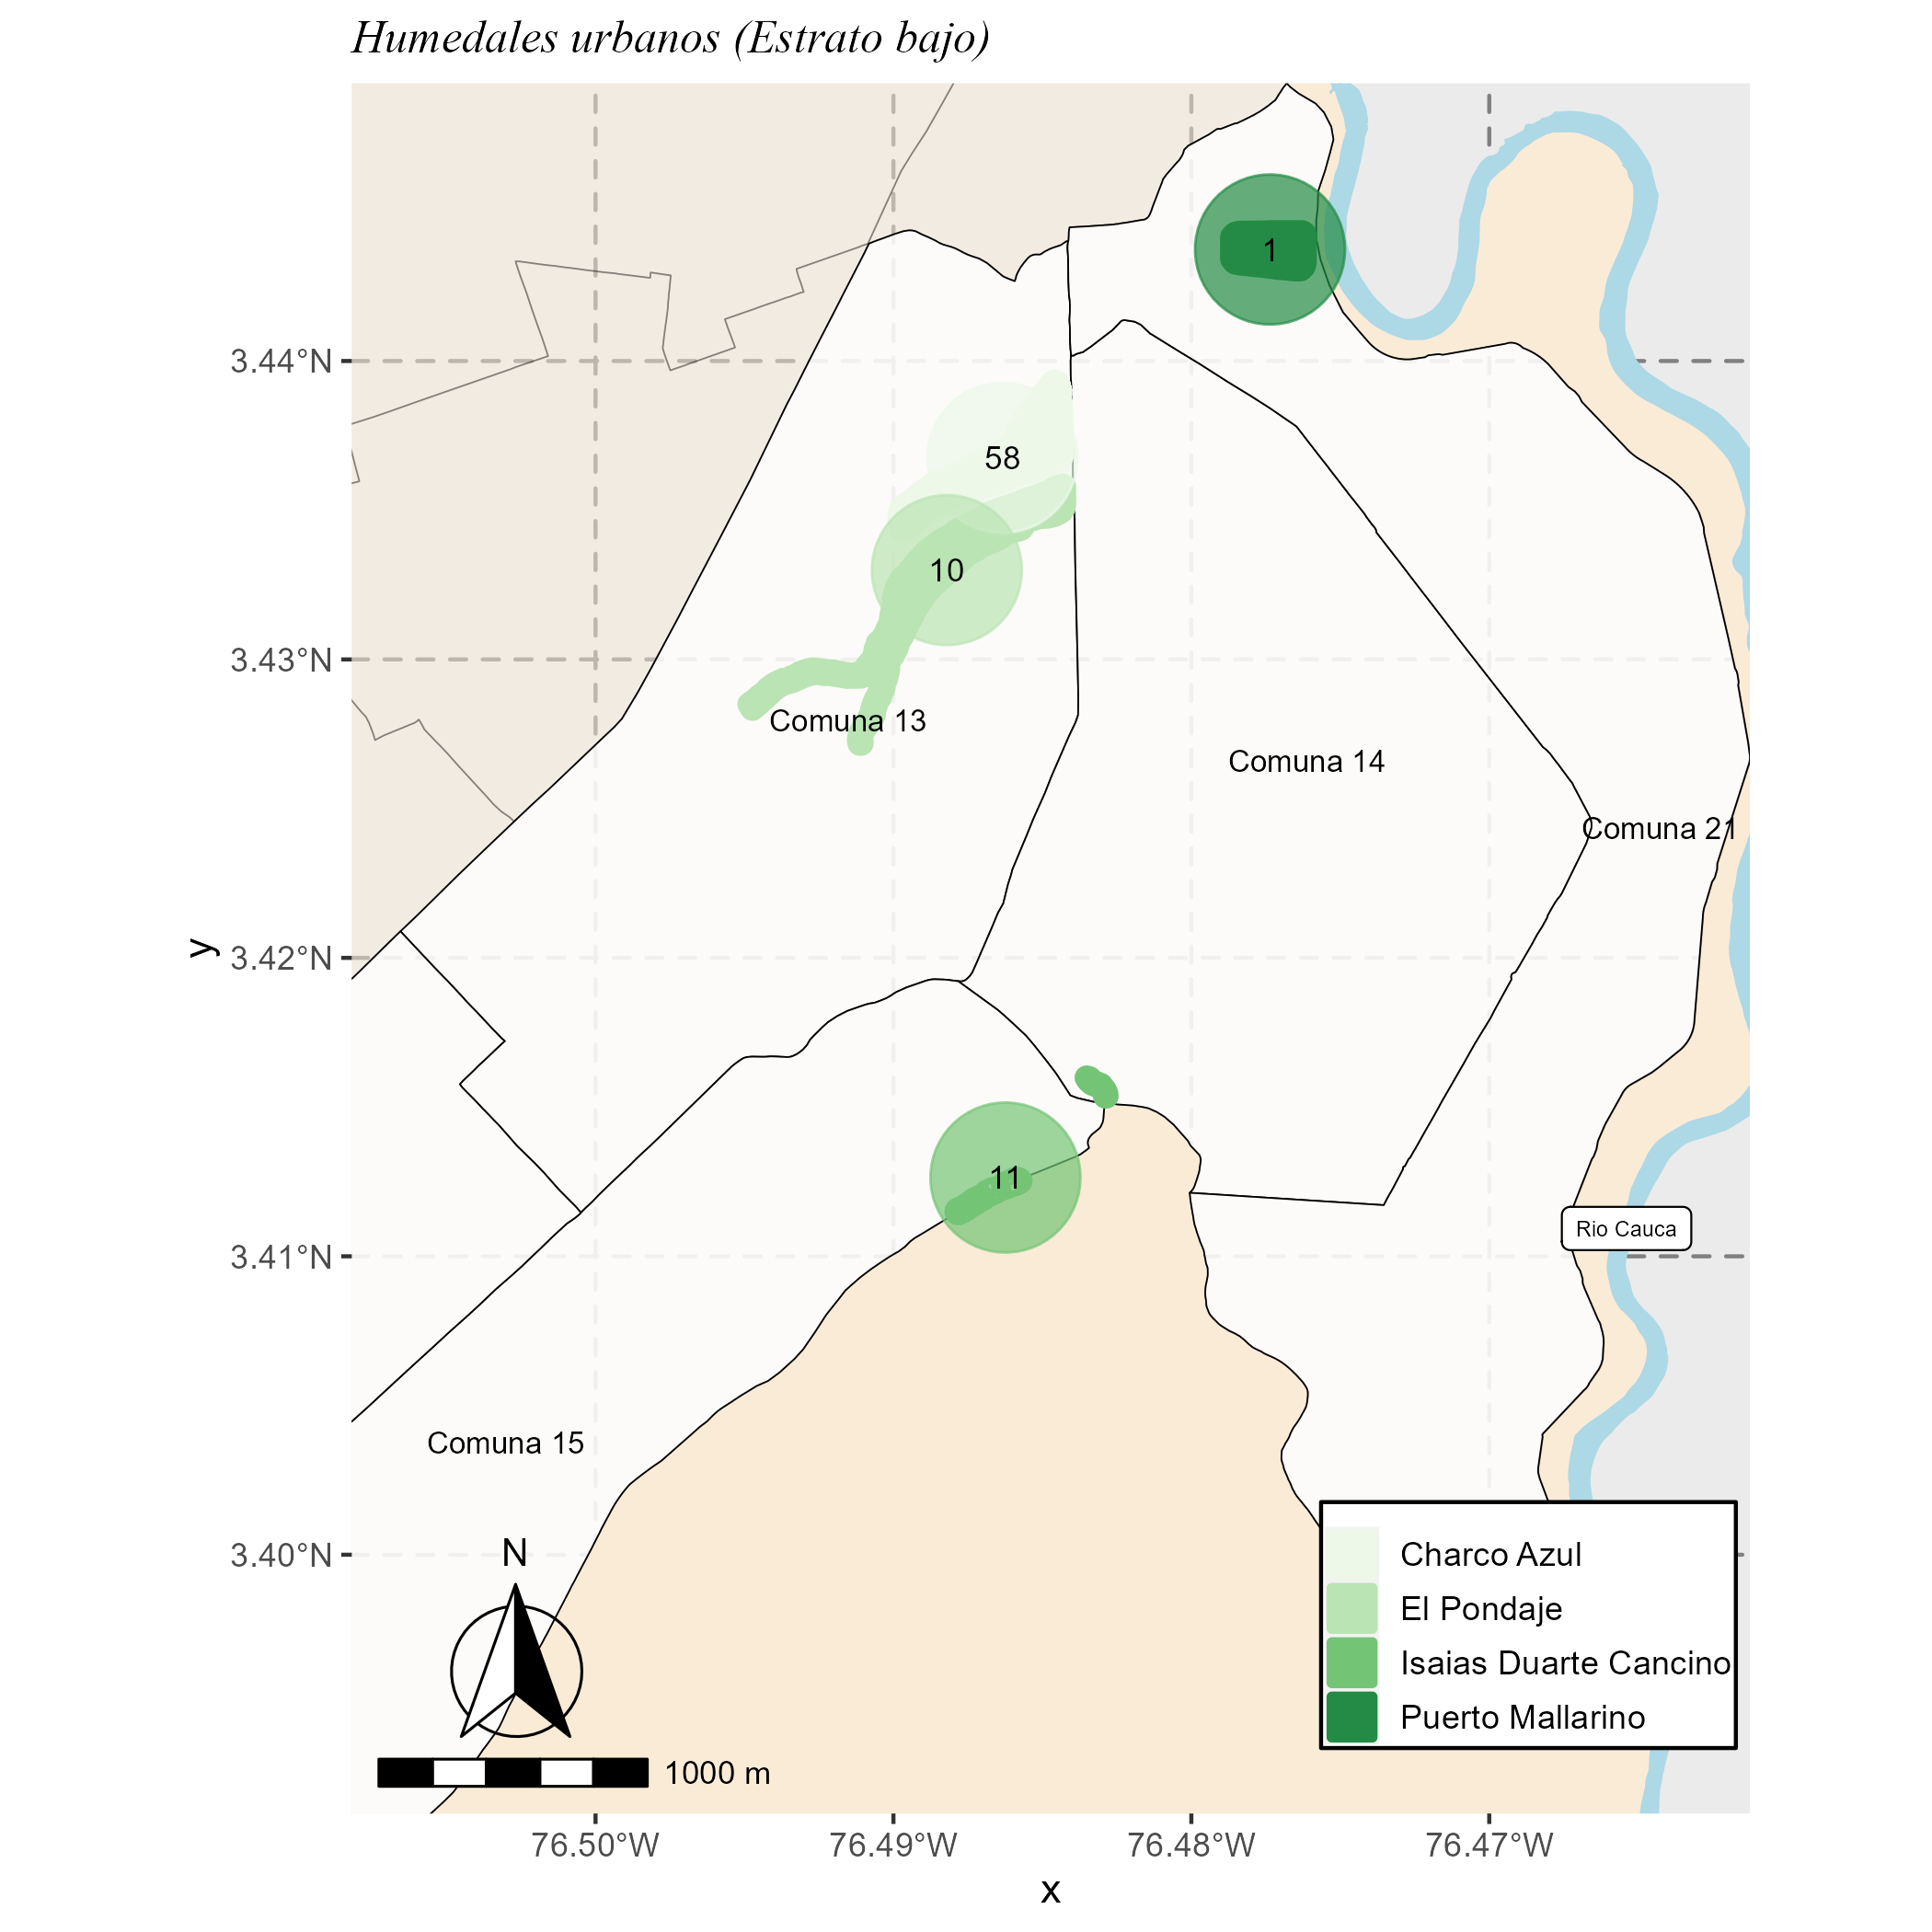 Humedales urbanos (Estrato bajo)
1
3.44°N
58
10
3.43°N
Comuna 13
Comuna 14
Comuna 21
y
3.42°N
11
Rio Cauca
3.41°N
Comuna 15
3.40°N
N
Charco Azul
El Pondaje
Isaias Duarte Cancino
Puerto Mallarino
1000 m
76.50°W 76.49°W 76.48°W 76.47°W
x